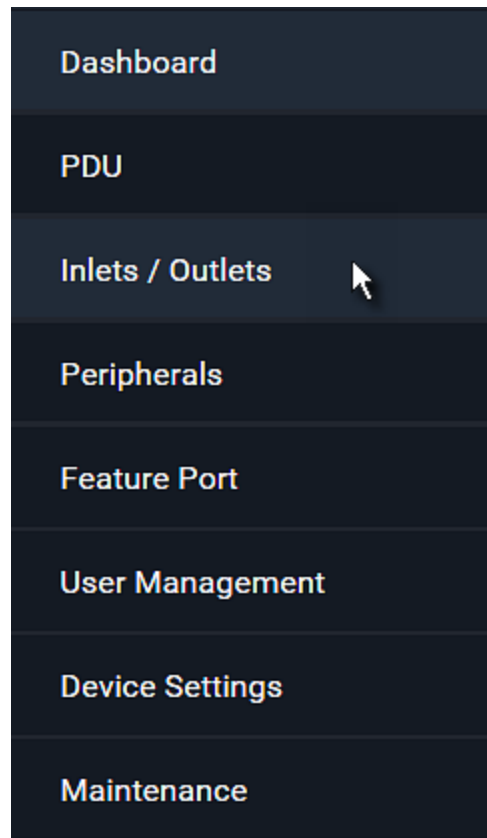 Dashboard
PDU
Inlets / Outlets
Peripherals
Feature Port
User Management
Device Settings
Maintenance